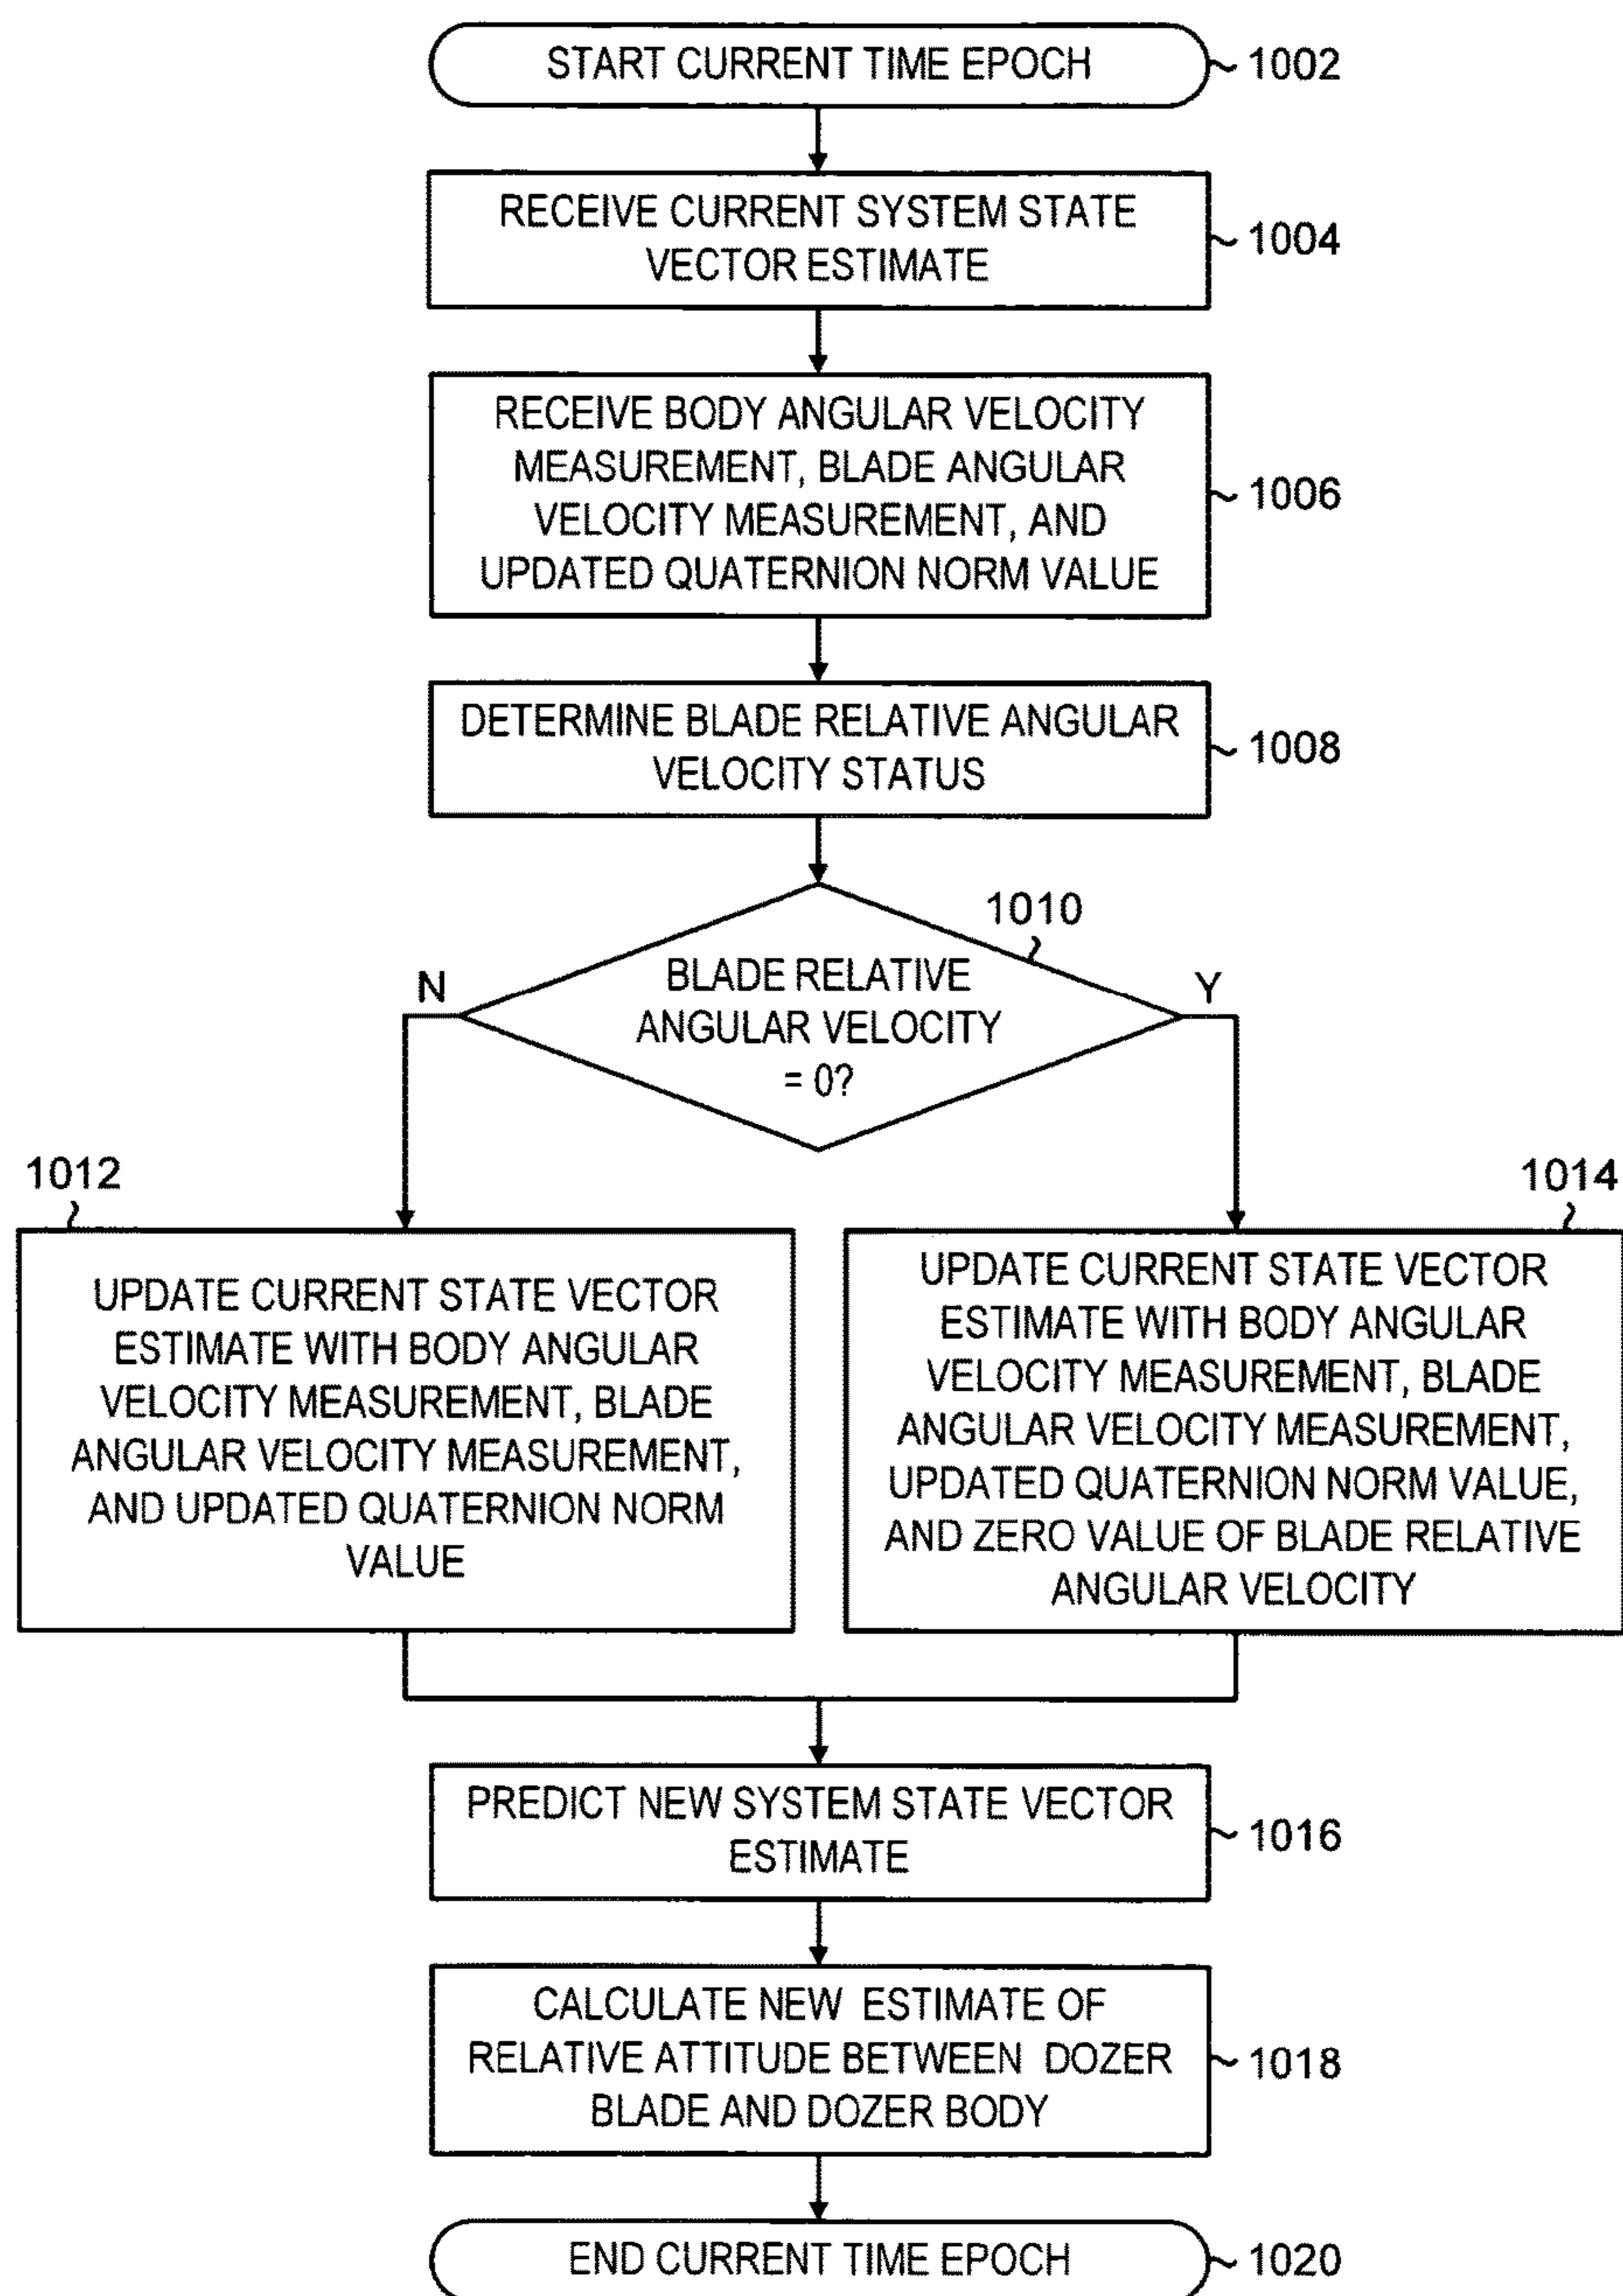 START CURRENT TIME EPOCH
1002
RECEIVE CURRENT SYSTEM STATE
VECTOR ESTIMATE
1004
RECEIVE BODY ANGULAR VELOCITY
MEASUREMENT, BLADE ANGULAR
VELOCITY MEASUREMENT, AND
UPDATED QUATERNION NORM VALUE
1006
DETERMINE BLADE RELATIVE ANGULAR
VELOCITY STATUS
1008
1010
BLADE RELATIVE
ANGULAR VELOCITY
= 0?
N
Y
1012
UPDATE CURRENT STATE VECTOR
ESTIMATE WITH BODY ANGULAR
VELOCITY MEASUREMENT, BLADE
ANGULAR VELOCITY MEASUREMENT,
AND UPDATED QUATERNION NORM
VALUE
1014
UPDATE CURRENT STATE VECTOR
ESTIMATE WITH BODY ANGULAR
VELOCITY MEASUREMENT, BLADE
ANGULAR VELOCITY MEASUREMENT,
UPDATED QUATERNION NORM VALUE,
AND ZERO VALUE OF BLADE RELATIVE
ANGULAR VELOCITY
PREDICT NEW SYSTEM STATE VECTOR
ESTIMATE
1016
CALCULATE NEW ESTIMATE OF
RELATIVE ATTITUDE BETWEEN DOZER
BLADE AND DOZER BODY
1018
END CURRENT TIME EPOCH
1020